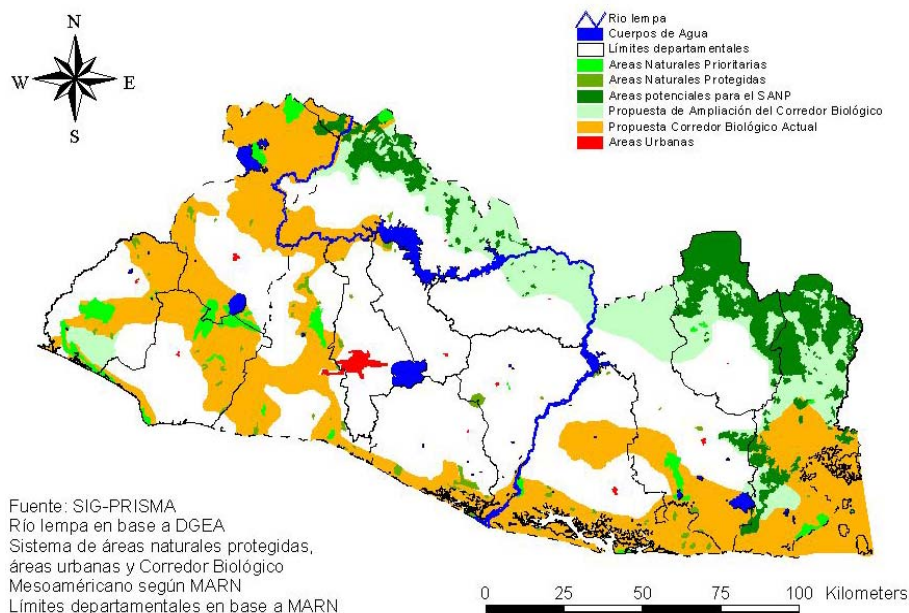 N
W E
S
Rio lempa
Cuerpos de Agua
Límites departamentales
Areas Naturales Prioritarias
Areas Naturales Protegidas
Areas potenciales para el SANP
Propuesta de Ampliación del Corredor Biológico
Propuesta Corredor Biológico Actual
Areas Urbanas
Fuente: SIG-PRISMA
Río lempa en base a DGEA
Sistema de áreas naturales protegidas,
áreas urbanas y Corredor Biológico
Mesoaméricano según MARN
Límites departamentales en base a MARN
0 25 50 75 100 Kilometers